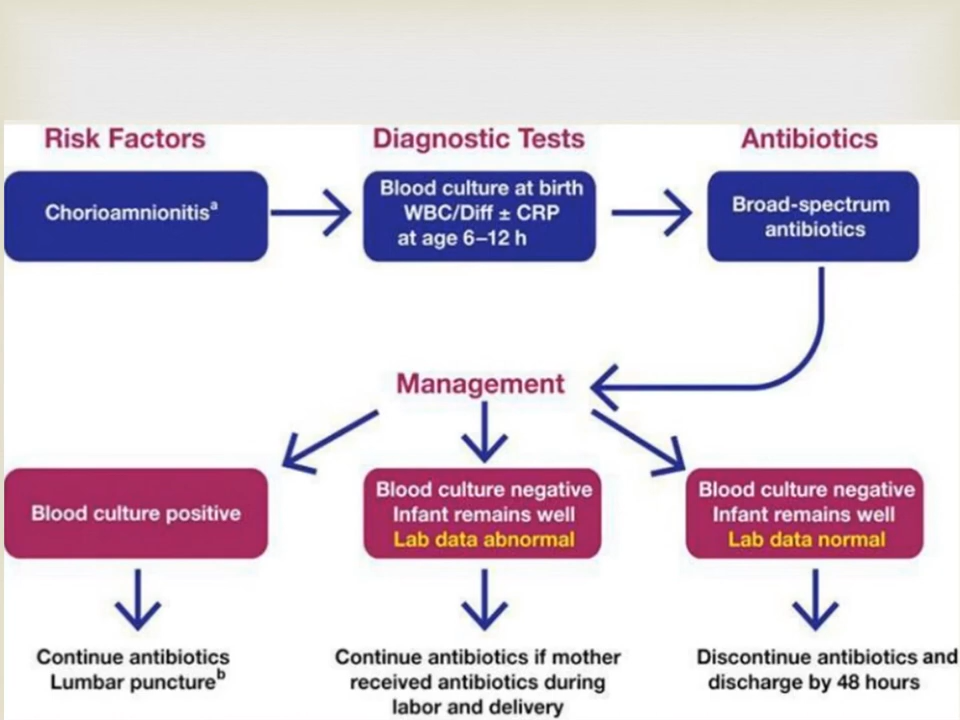 Risk Factors
Diagnostic Tests
Antibiotics
Chorioamnionitisᵃ
Blood culture at birth
WBC/Diff ± CRP
at age 6–12 h
Broad-spectrum
antibiotics
Management
Blood culture positive
Blood culture negative
Infant remains well
Lab data abnormal
Blood culture negative
Infant remains well
Lab data normal
Continue antibiotics
Lumbar punctureᵇ
Continue antibiotics if mother
received antibiotics during
labor and delivery
Discontinue antibiotics and
discharge by 48 hours